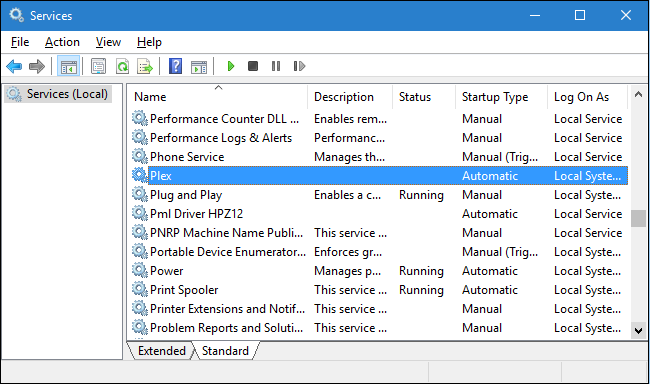 Services
File Action View Help
Services (Local)
Name Description Status Startup Type Log On As
Performance Counter DLL ... Enables rem... Manual Local Service
Performance Logs & Alerts Performanc... Manual Local Service
Phone Service Manages th... Manual (Trig... Local Service
Plex Automatic Local Syste...
Plug and Play Enables a c... Running Manual Local Syste...
Pml Driver HPZ12 Automatic Local Service
PNRP Machine Name Publi... This service ... Manual Local Service
Portable Device Enumerator... Enforces gr... Manual (Trig... Local Syste...
Power Manages p... Running Automatic Local Syste...
Print Spooler This service ... Running Automatic Local Syste...
Printer Extensions and Notif... This service ... Manual Local Syste...
Problem Reports and Soluti... This service ... Manual Local Syste...
Extended Standard